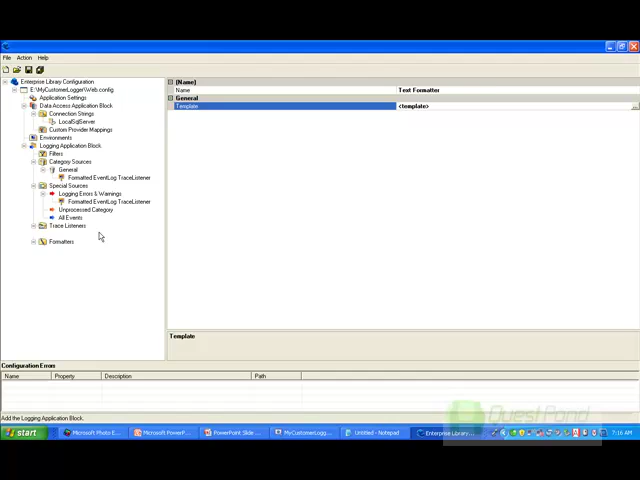 File Action Help
Enterprise Library Configuration
E:\MyCustomerLogger\Web.config
Application Settings
Data Access Application Block
Connection Strings
LocalSqlServer
Custom Provider Mappings
Environments
Logging Application Block
Filters
Category Sources
General
Formatted EventLog TraceListener
Special Sources
Logging Errors & Warnings
Formatted EventLog TraceListener
Unprocessed Category
All Events
Trace Listeners
Formatters
(Name)
Name Text Formatter
General
Template <template>
...
Template
Configuration Errors
Name Property Description Path
Add the Logging Application Block.
QuestPond
start Microsoft Photo E... Microsoft PowerP... PowerPoint Slide ... MyCustomerLogg... Untitled - Notepad Enterprise Library... 7:16 AM